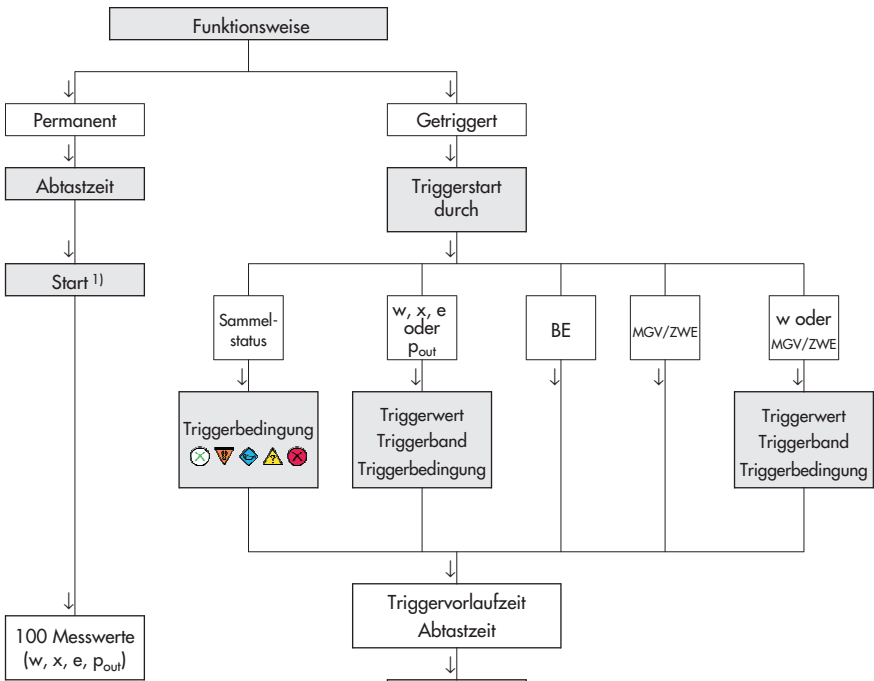 Funktionsweise
Permanent
Getriggert
Abtastzeit
Triggerstart
durch
Start 1)
Sammel-
status
w, x, e
oder
pout
BE
MGV/ZWE
w oder
MGV/ZWE
Triggerbedingung
Triggerwert
Triggerband
Triggerbedingung
Triggerwert
Triggerband
Triggerbedingung
Triggervorlaufzeit
Abtastzeit
100 Messwerte
(w, x, e, pout)